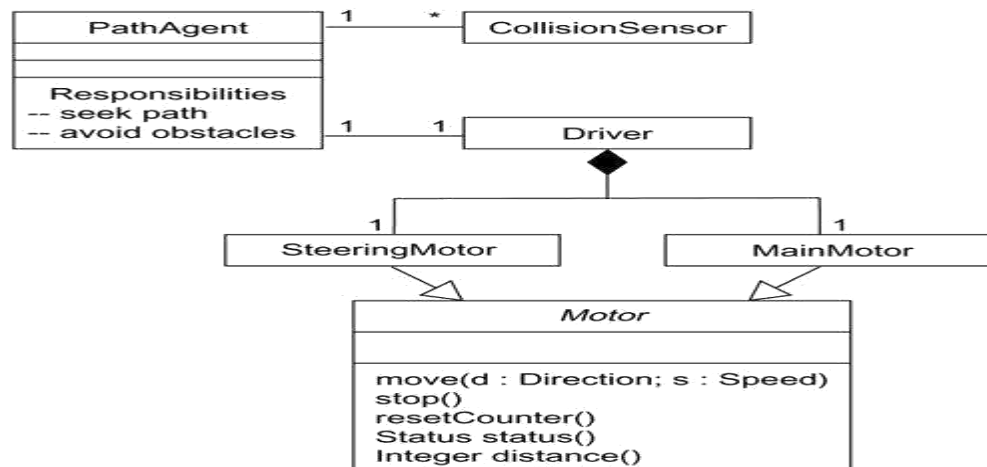 PathAgent
1
*
CollisionSensor
Responsibilities
-- seek path
-- avoid obstacles
1
1
Driver
1
1
SteeringMotor
MainMotor
Motor
move(d : Direction; s : Speed)
stop()
resetCounter()
Status status()
Integer distance()